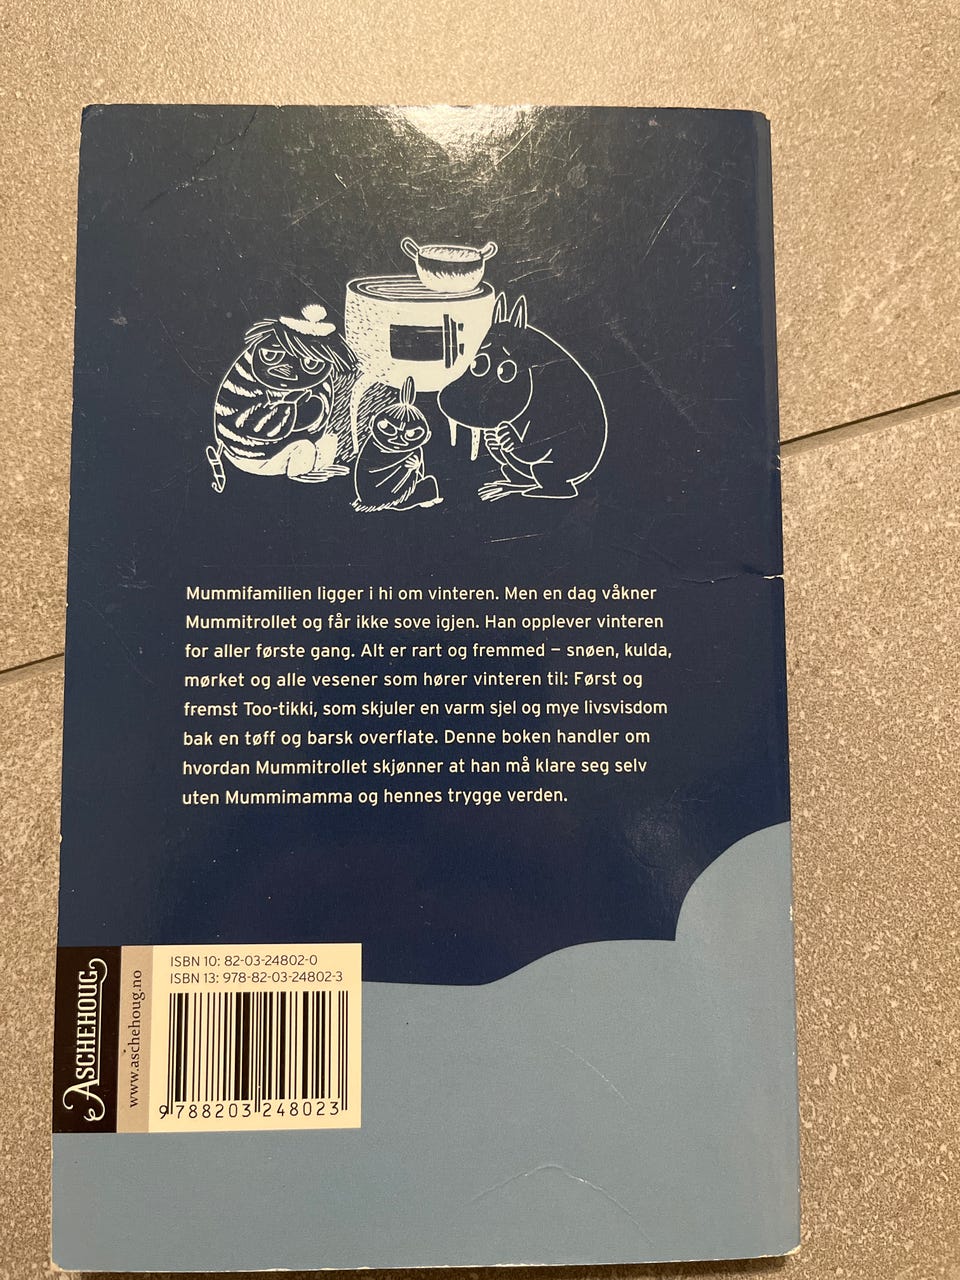 Mummifamilien ligger i hi om vinteren. Men en dag våkner
Mummitrollet og får ikke sove igjen. Han opplever vinteren
for aller første gang. Alt er rart og fremmed – snøen, kulda,
mørket og alle vesener som hører vinteren til: Først og
fremst Too-tikki, som skjuler en varm sjel og mye livsvisdom
bak en tøff og barsk overflate. Denne boken handler om
hvordan Mummitrollet skjønner at han må klare seg selv
uten Mummimamma og hennes trygge verden.
ASCHEHOUG
www.aschehoug.no
ISBN 10: 82-03-24802-0
ISBN 13: 978-82-03-24802-3
9 788203 248023